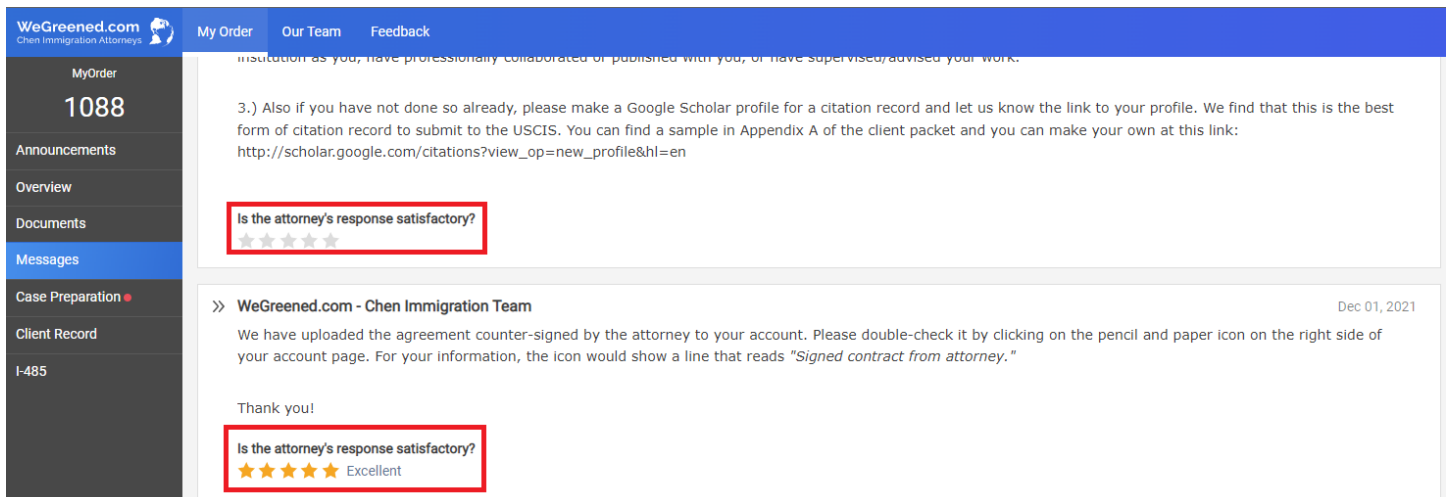 WeGreened.com
Chen Immigration Attorneys
My Order
Our Team
Feedback
MyOrder
1088
Announcements
Overview
Documents
Messages
Case Preparation
Client Record
I-485
institution as you, have professionally collaborated or published with you, or have supervised/advised your work.
3.) Also if you have not done so already, please make a Google Scholar profile for a citation record and let us know the link to your profile. We find that this is the best
form of citation record to submit to the USCIS. You can find a sample in Appendix A of the client packet and you can make your own at this link:
http://scholar.google.com/citations?view_op=new_profile&hl=en
Is the attorney's response satisfactory?
WeGreened.com - Chen Immigration Team
Dec 01, 2021
We have uploaded the agreement counter-signed by the attorney to your account. Please double-check it by clicking on the pencil and paper icon on the right side of
your account page. For your information, the icon would show a line that reads "Signed contract from attorney."
Thank you!
Is the attorney's response satisfactory?
Excellent